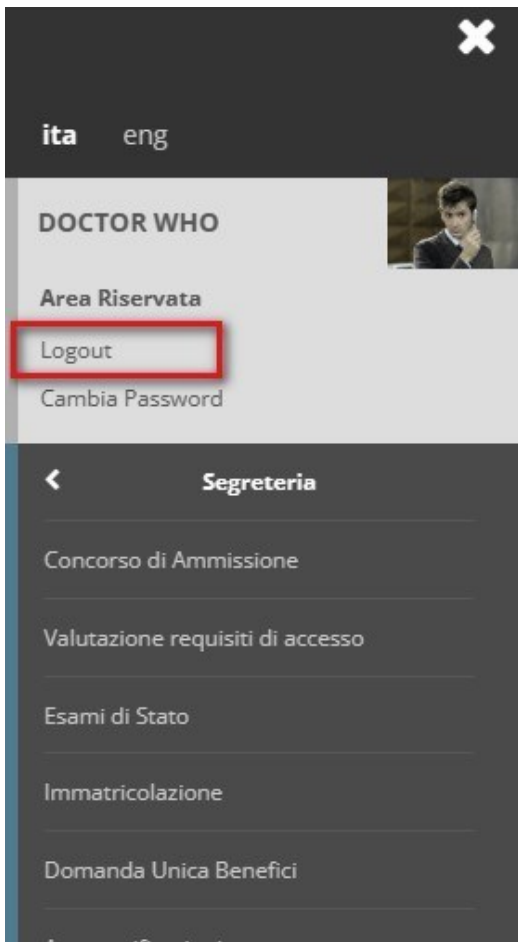 ita eng
DOCTOR WHO
Area Riservata
Logout
Cambia Password
Segreteria
Concorso di Ammissione
Valutazione requisiti di accesso
Esami di Stato
Immatricolazione
Domanda Unica Benefici